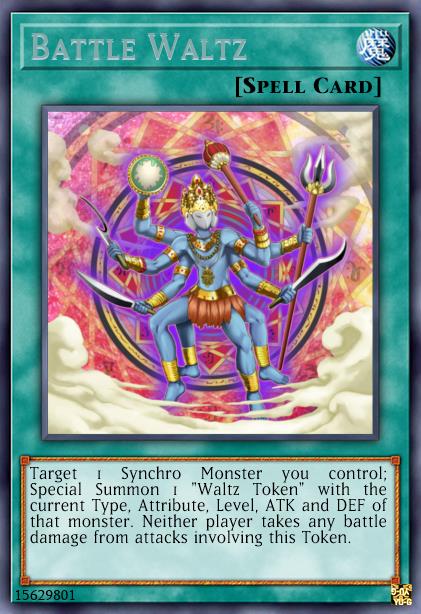 Battle Waltz
魔
[Spell Card]
Target 1 Synchro Monster you control;
Special Summon 1 "Waltz Token" with the
current Type, Attribute, Level, ATK and DEF of
that monster. Neither player takes any battle
damage from attacks involving this Token.
15629801